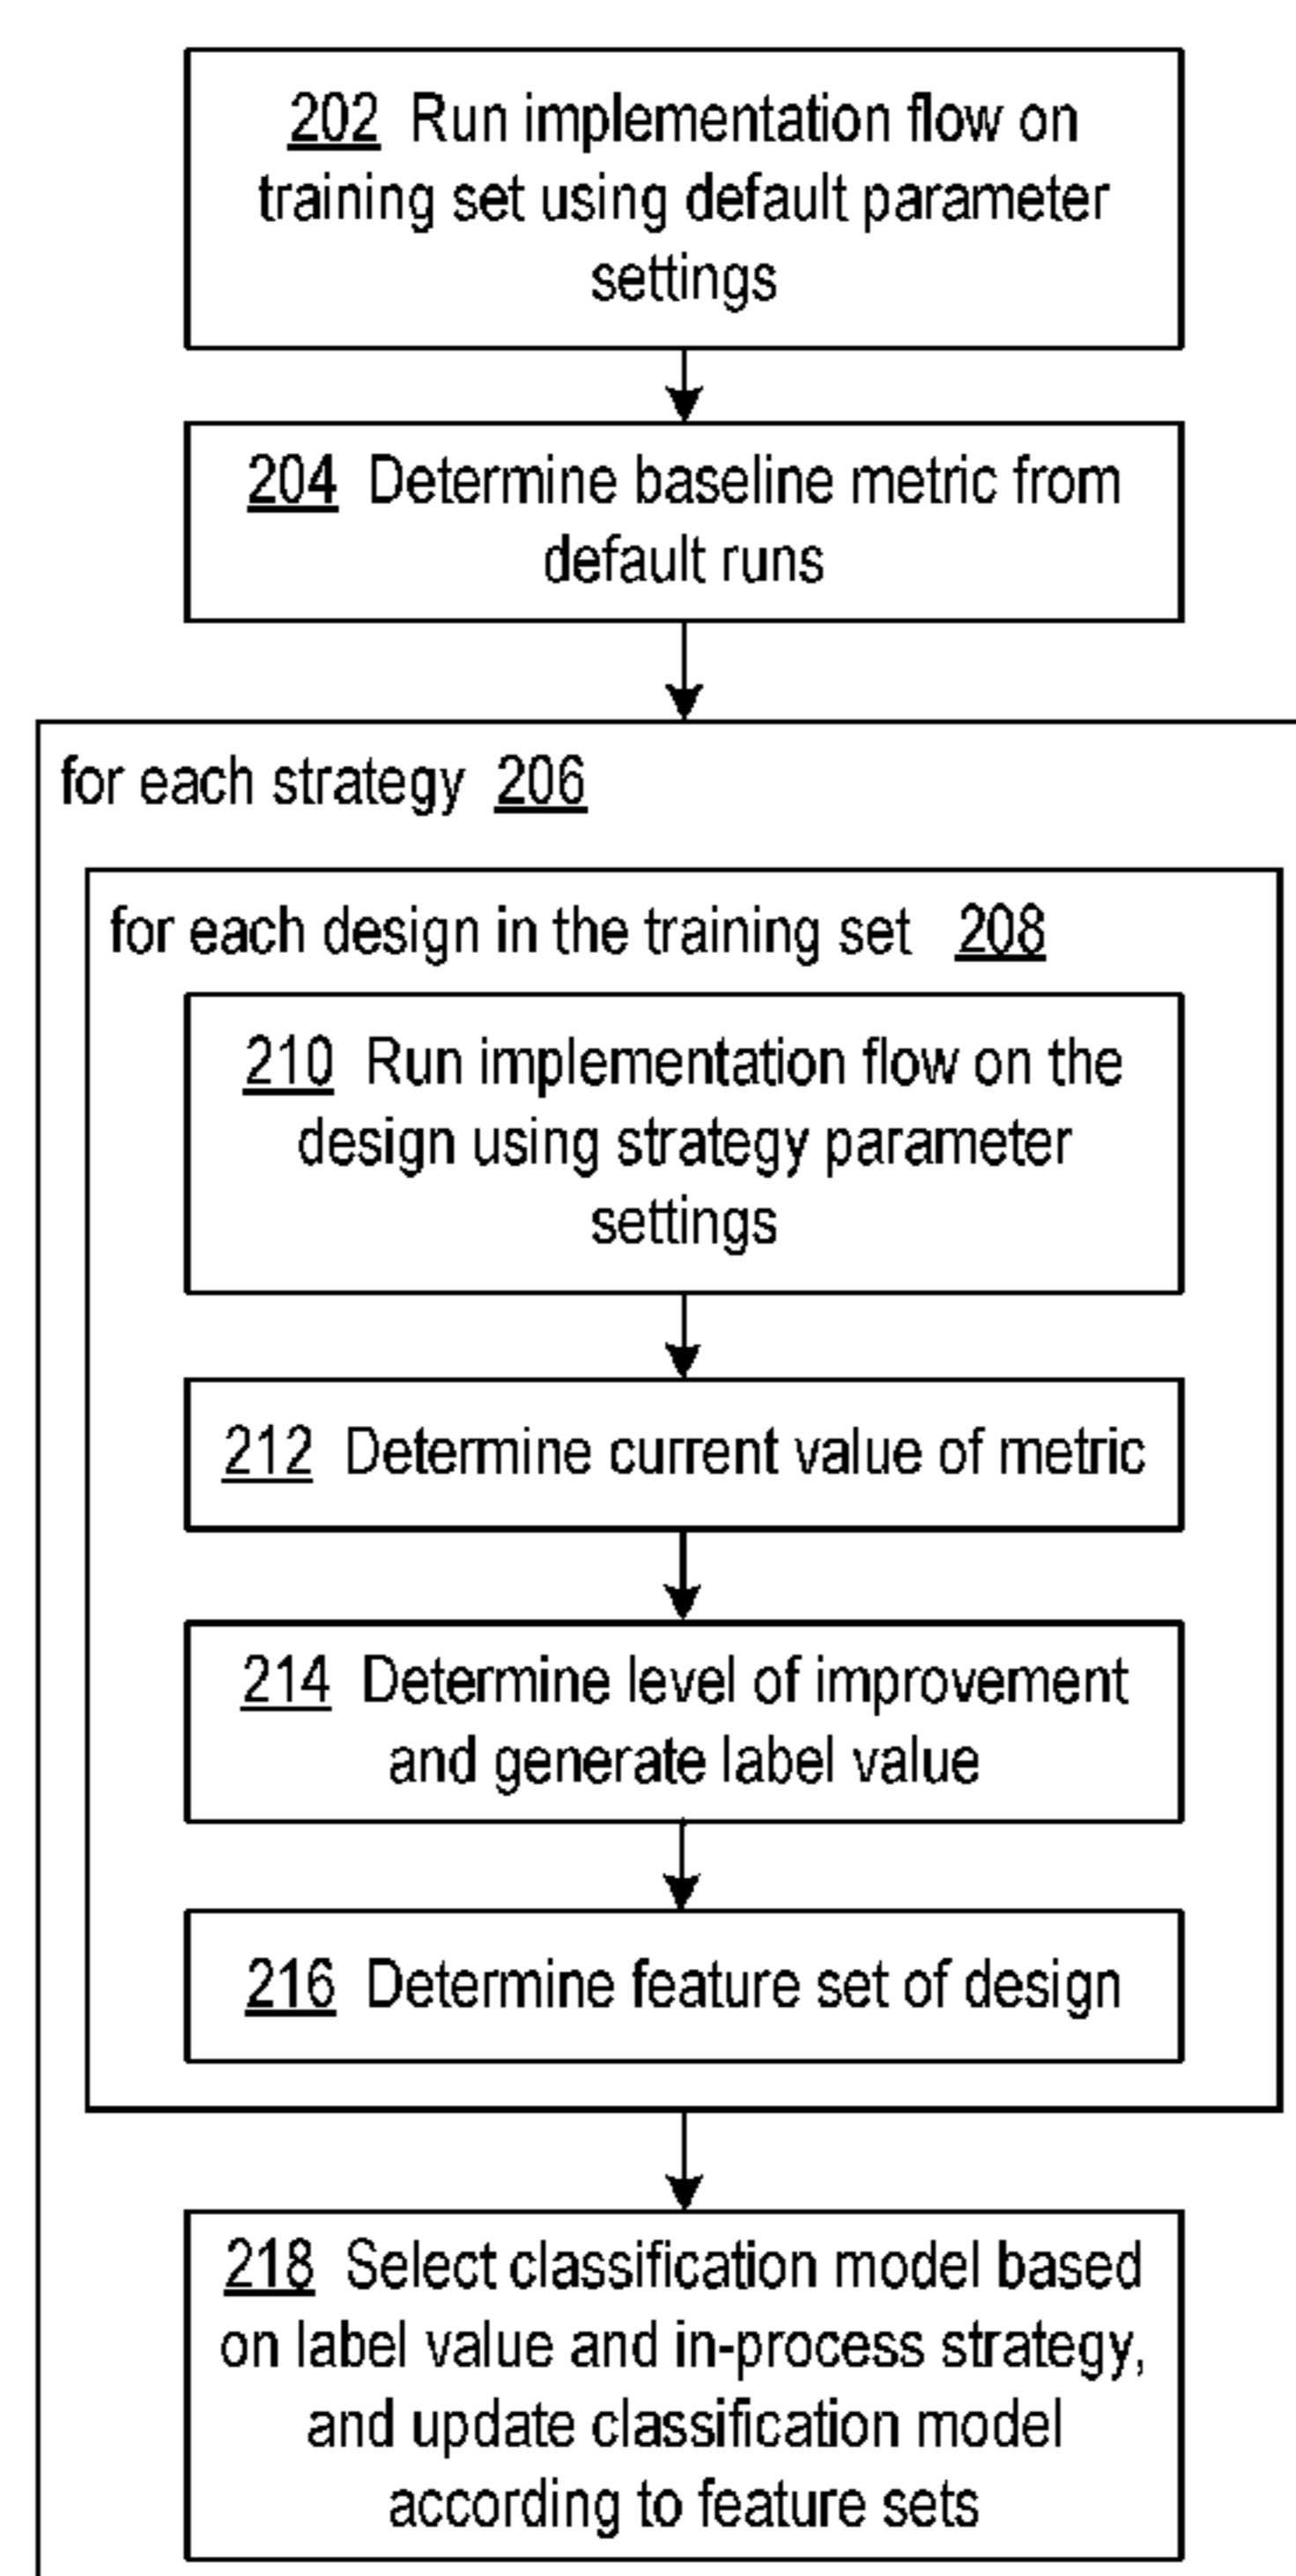 202 Run implementation flow on
training set using default parameter
settings
204 Determine baseline metric from
default runs
for each strategy 206
for each design in the training set 208
210 Run implementation flow on the
design using strategy parameter
settings
212 Determine current value of metric
214 Determine level of improvement
and generate label value
216 Determine feature set of design
218 Select classification model based
on label value and in-process strategy,
and update classification model
according to feature sets